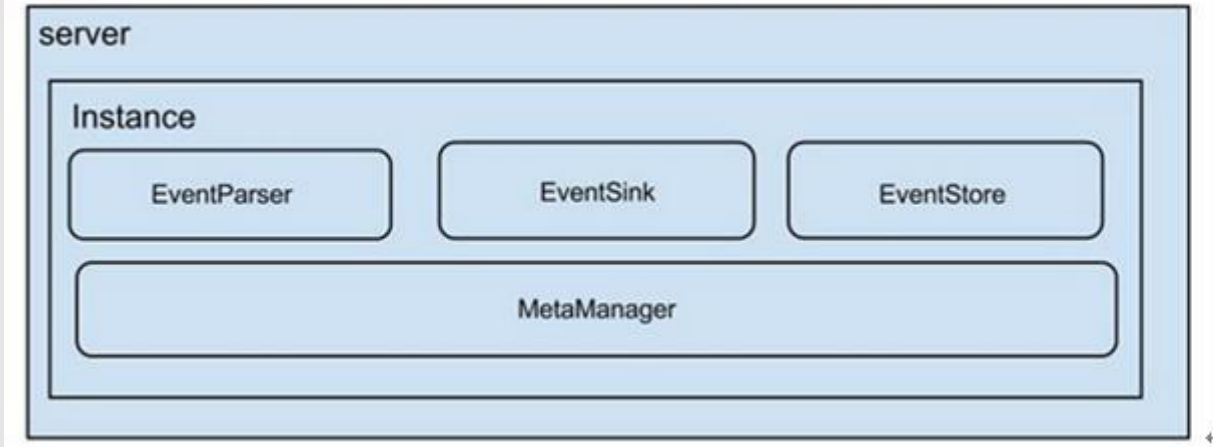 server
Instance
EventParser
EventSink
EventStore
MetaManager